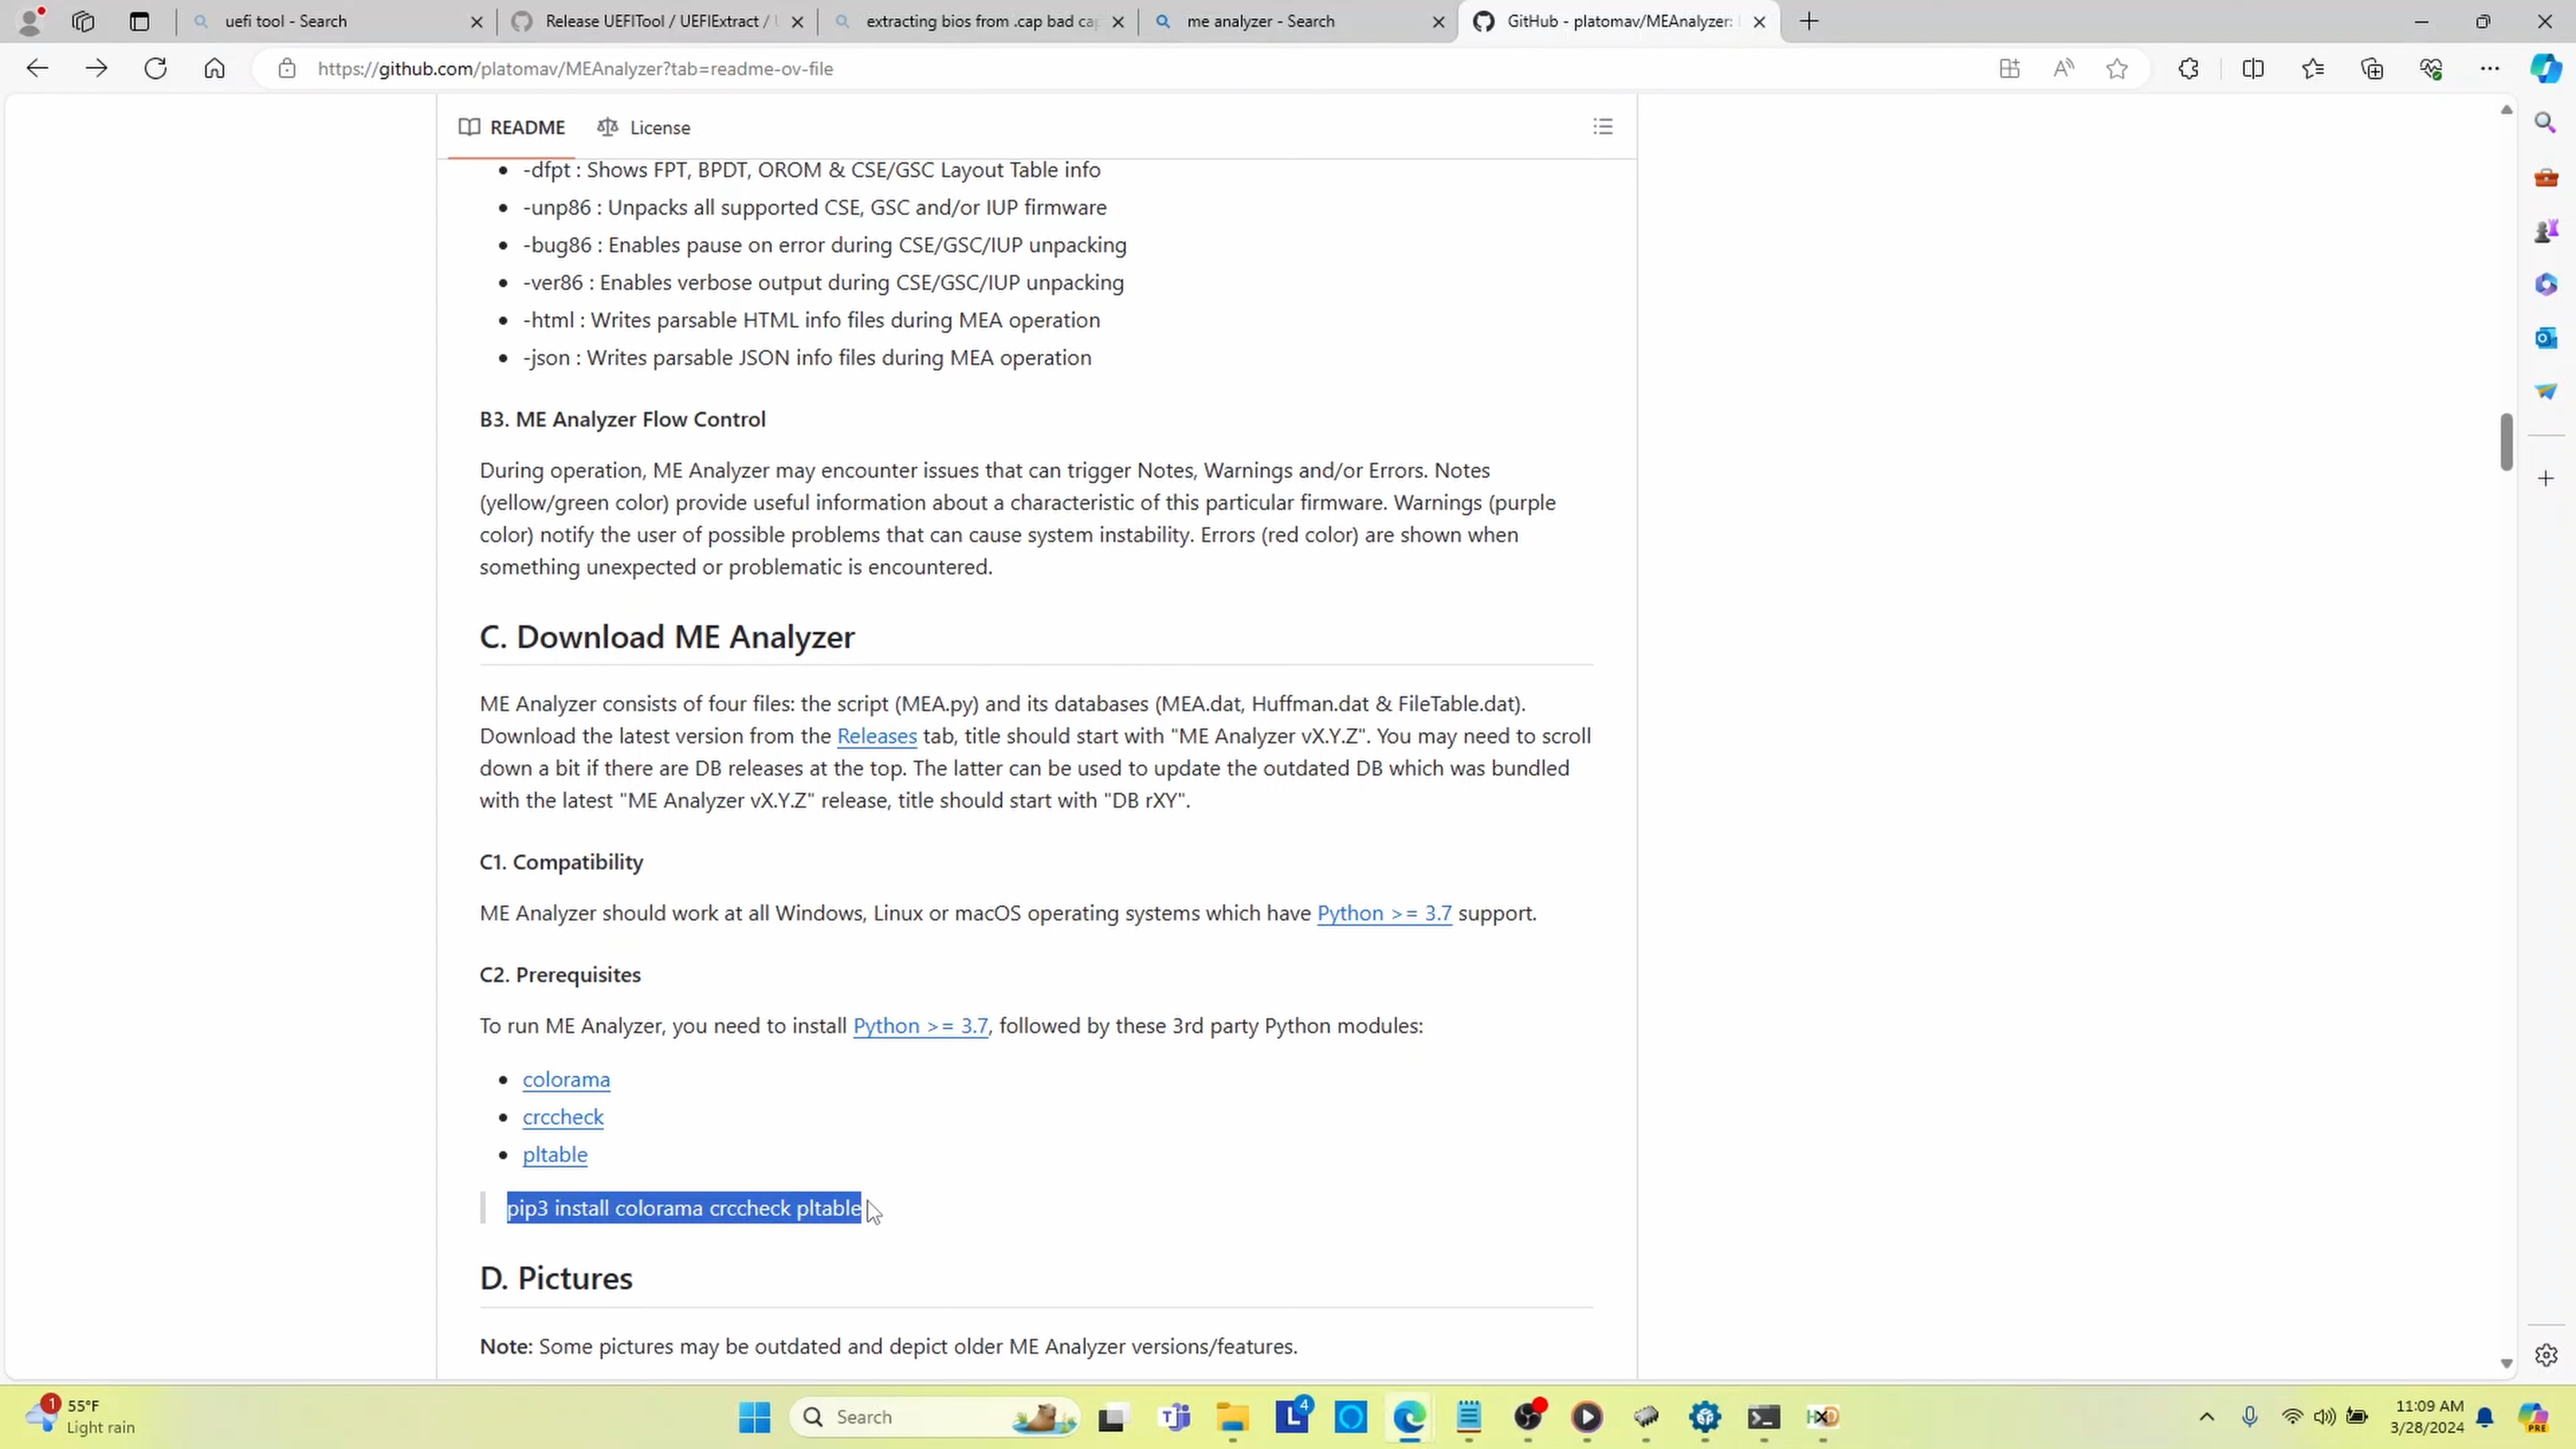 uefi tool - Search
Release UEFITool / UEFIExtract /
extracting bios from .cap bad ca
me analyzer - Search
GitHub - platomav/MEAnalyzer:
https://github.com/platomav/MEAnalyzer?tab=readme-ov-file
README
License
-dfpt : Shows FPT, BPDT, OROM & CSE/GSC Layout Table info
-unp86 : Unpacks all supported CSE, GSC and/or IUP firmware
-bug86 : Enables pause on error during CSE/GSC/IUP unpacking
-ver86 : Enables verbose output during CSE/GSC/IUP unpacking
-html : Writes parsable HTML info files during MEA operation
-json : Writes parsable JSON info files during MEA operation
B3. ME Analyzer Flow Control
During operation, ME Analyzer may encounter issues that can trigger Notes, Warnings and/or Errors. Notes
(yellow/green color) provide useful information about a characteristic of this particular firmware. Warnings (purple
color) notify the user of possible problems that can cause system instability. Errors (red color) are shown when
something unexpected or problematic is encountered.
C. Download ME Analyzer
ME Analyzer consists of four files: the script (MEA.py) and its databases (MEA.dat, Huffman.dat & FileTable.dat).
Download the latest version from the Releases tab, title should start with "ME Analyzer vX.Y.Z". You may need to scroll
down a bit if there are DB releases at the top. The latter can be used to update the outdated DB which was bundled
with the latest "ME Analyzer vX.Y.Z" release, title should start with "DB rXY".
C1. Compatibility
ME Analyzer should work at all Windows, Linux or macOS operating systems which have Python >= 3.7 support.
C2. Prerequisites
To run ME Analyzer, you need to install Python >= 3.7, followed by these 3rd party Python modules:
colorama
crccheck
pltable
pip3 install colorama crccheck pltable
D. Pictures
Note: Some pictures may be outdated and depict older ME Analyzer versions/features.
1
55°F
Light rain
Search
4
11:09 AM
3/28/2024
PRE